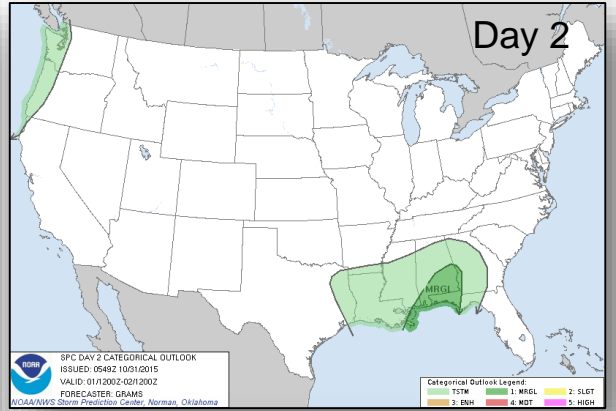 Day 2
MRGL
NOAA
SPC DAY 2 CATEGORICAL OUTLOOK
ISSUED: 0549Z 10/31/2015
VALID: 01/1200Z-02/1200Z
FORECASTER: GRAMS
NOAA/NWS Storm Prediction Center, Norman, Oklahoma
Categorical Outlook Legend:
TSTM 1: MRGL 2: SLGT
3: ENH 4: MDT 5: HIGH